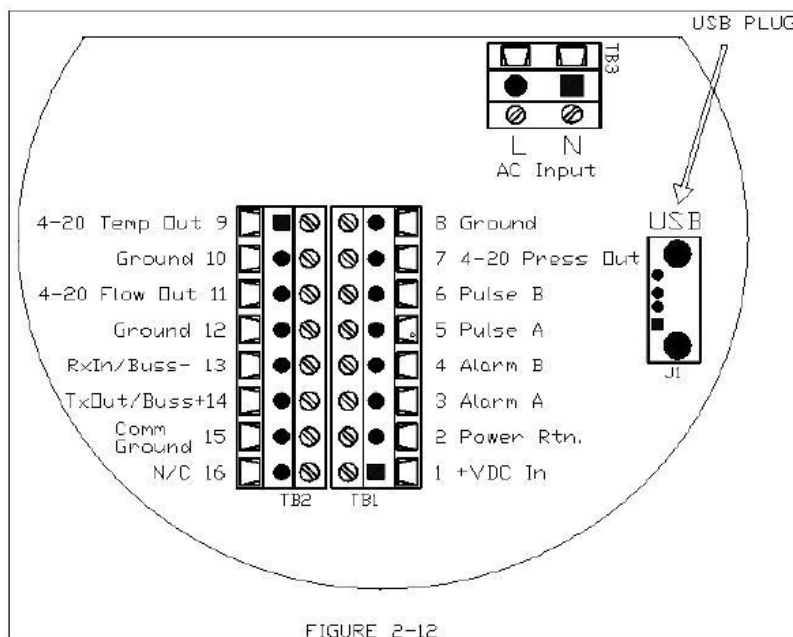 USB PLUG
TB3
L N
AC Input
USB
J1
4-20 Temp Out 9
Ground 10
4-20 Flow Out 11
Ground 12
RxIn/Buss- 13
TxOut/Buss+14
Comm
Ground 15
N/C 16
8 Ground
7 4-20 Press Out
6 Pulse B
5 Pulse A
4 Alarm B
3 Alarm A
2 Power Rtn.
1 +VDC In
TB2 TB1
FIGURE 2-12